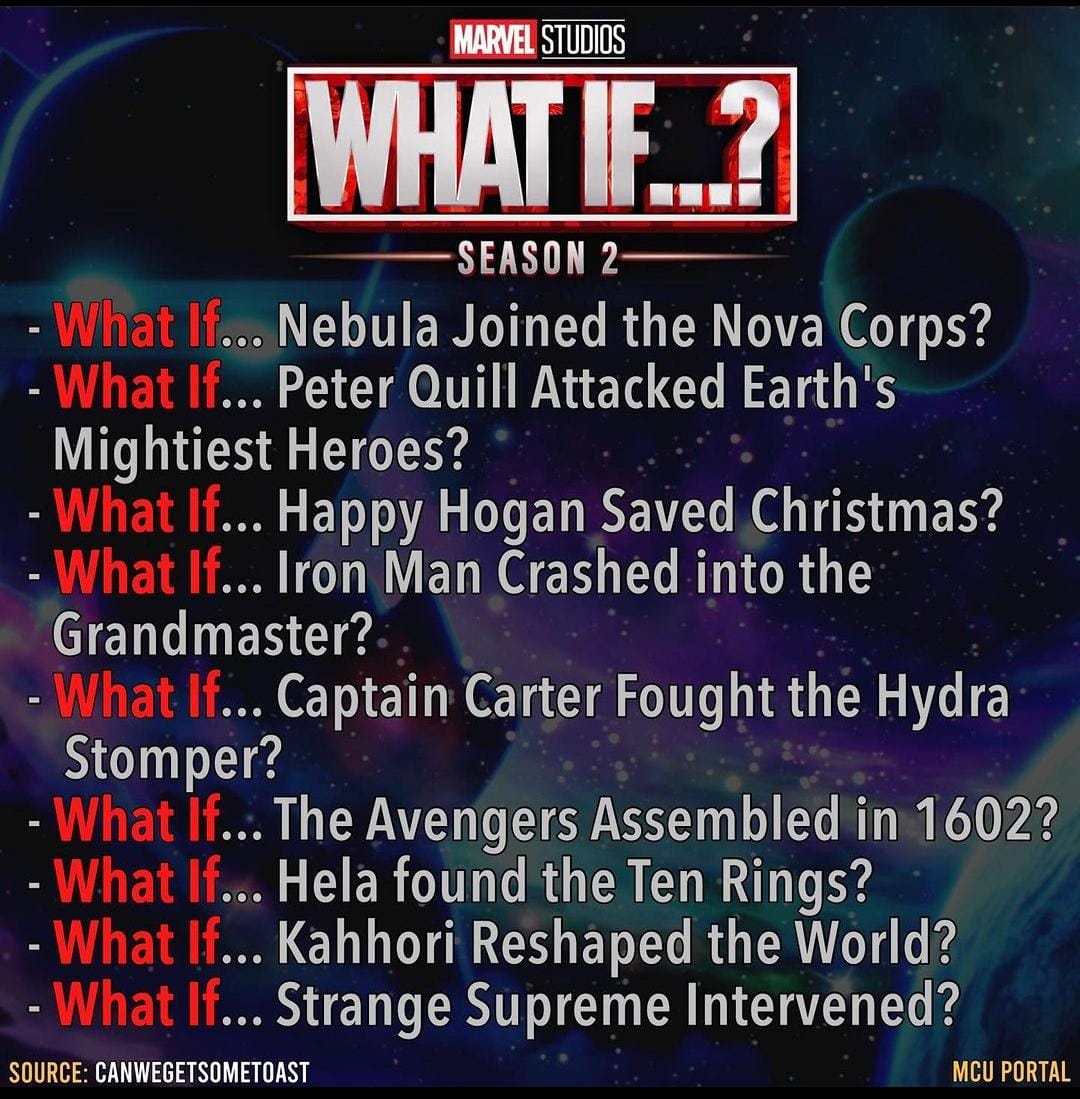 MARVEL STUDIOS
WHAT IF...?
SEASON 2
- What If... Nebula Joined the Nova Corps?
- What If... Peter Quill Attacked Earth's
Mightiest Heroes?
- What If... Happy Hogan Saved Christmas?
- What If... Iron Man Crashed into the
Grandmaster?
- What If... Captain Carter Fought the Hydra
Stomper?
- What If... The Avengers Assembled in 1602?
- What If... Hela found the Ten Rings?
- What If... Kahhori Reshaped the World?
- What If... Strange Supreme Intervened?
SOURCE: CANWEGETSOMETOAST
MCU PORTAL